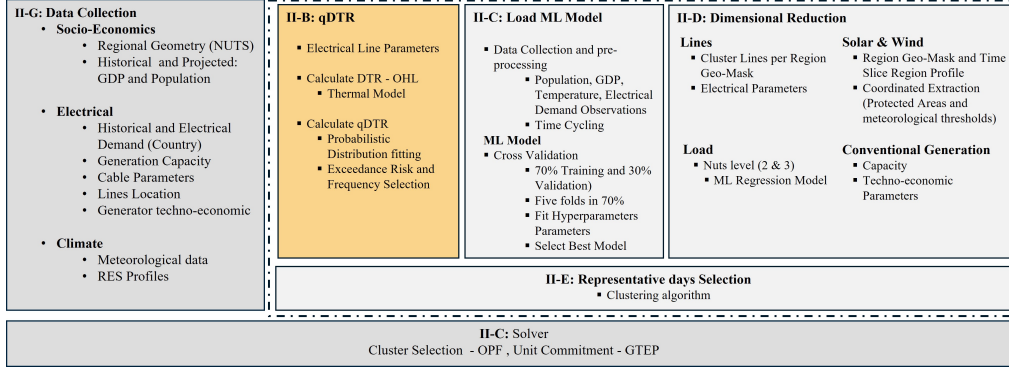 II-G: Data Collection
• Socio-Economics
• Regional Geometry (NUTS)
• Historical and Projected:
GDP and Population
• Electrical
• Historical and Electrical
Demand (Country)
• Generation Capacity
• Cable Parameters
• Lines Location
• Generator techno-economic
• Climate
• Meteorological data
• RES Profiles
II-B: qDTR
▪ Electrical Line Parameters
▪ Calculate DTR - OHL
▪ Thermal Model
▪ Calculate qDTR
▪ Probabilistic
Distribution fitting
▪ Exceedance Risk and
Frequency Selection
II-C: Load ML Model
▪ Data Collection and pre-
processing
▪ Population, GDP,
Temperature, Electrical
Demand Observations
▪ Time Cycling
ML Model
▪ Cross Validation
▪ 70% Training and 30%
Validation)
▪ Five folds in 70%
▪ Fit Hyperparameters
Parameters
▪ Select Best Model
II-D: Dimensional Reduction
Lines
▪ Cluster Lines per Region
Geo-Mask
▪ Electrical Parameters
Solar & Wind
▪ Region Geo-Mask and Time
Slice Region Profile
▪ Coordinated Extraction
(Protected Areas and
meteorological thresholds)
Load
▪ Nuts level (2 & 3)
▪ ML Regression Model
Conventional Generation
▪ Capacity
▪ Techno-economic
Parameters
II-E: Representative days Selection
▪ Clustering algorithm
II-C: Solver
Cluster Selection - OPF , Unit Commitment - GTEP